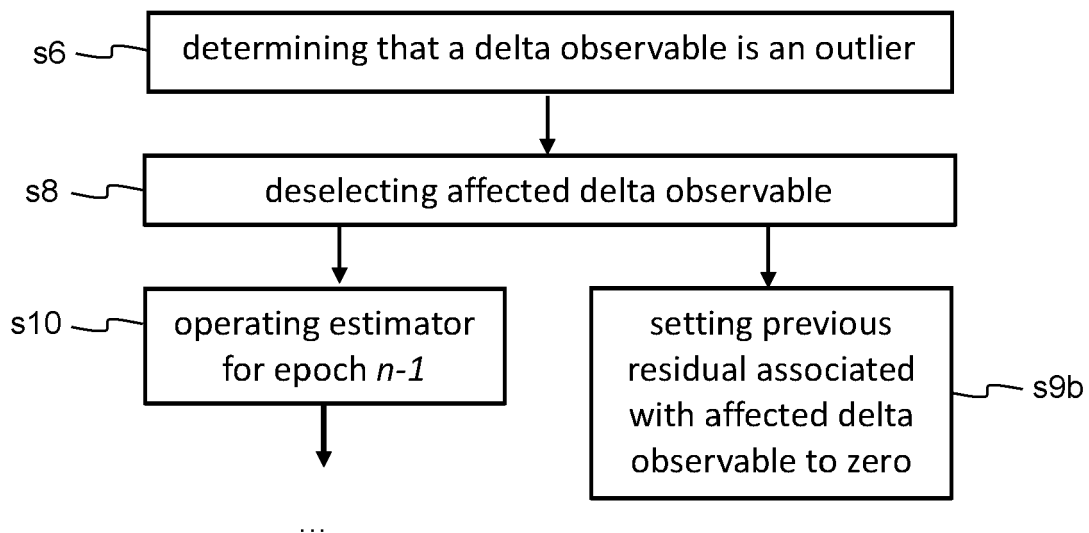 s6
determining that a delta observable is an outlier
s8
deselecting affected delta observable
s10
operating estimator
for epoch n-1
setting previous
residual associated
with affected delta
observable to zero
s9b
...